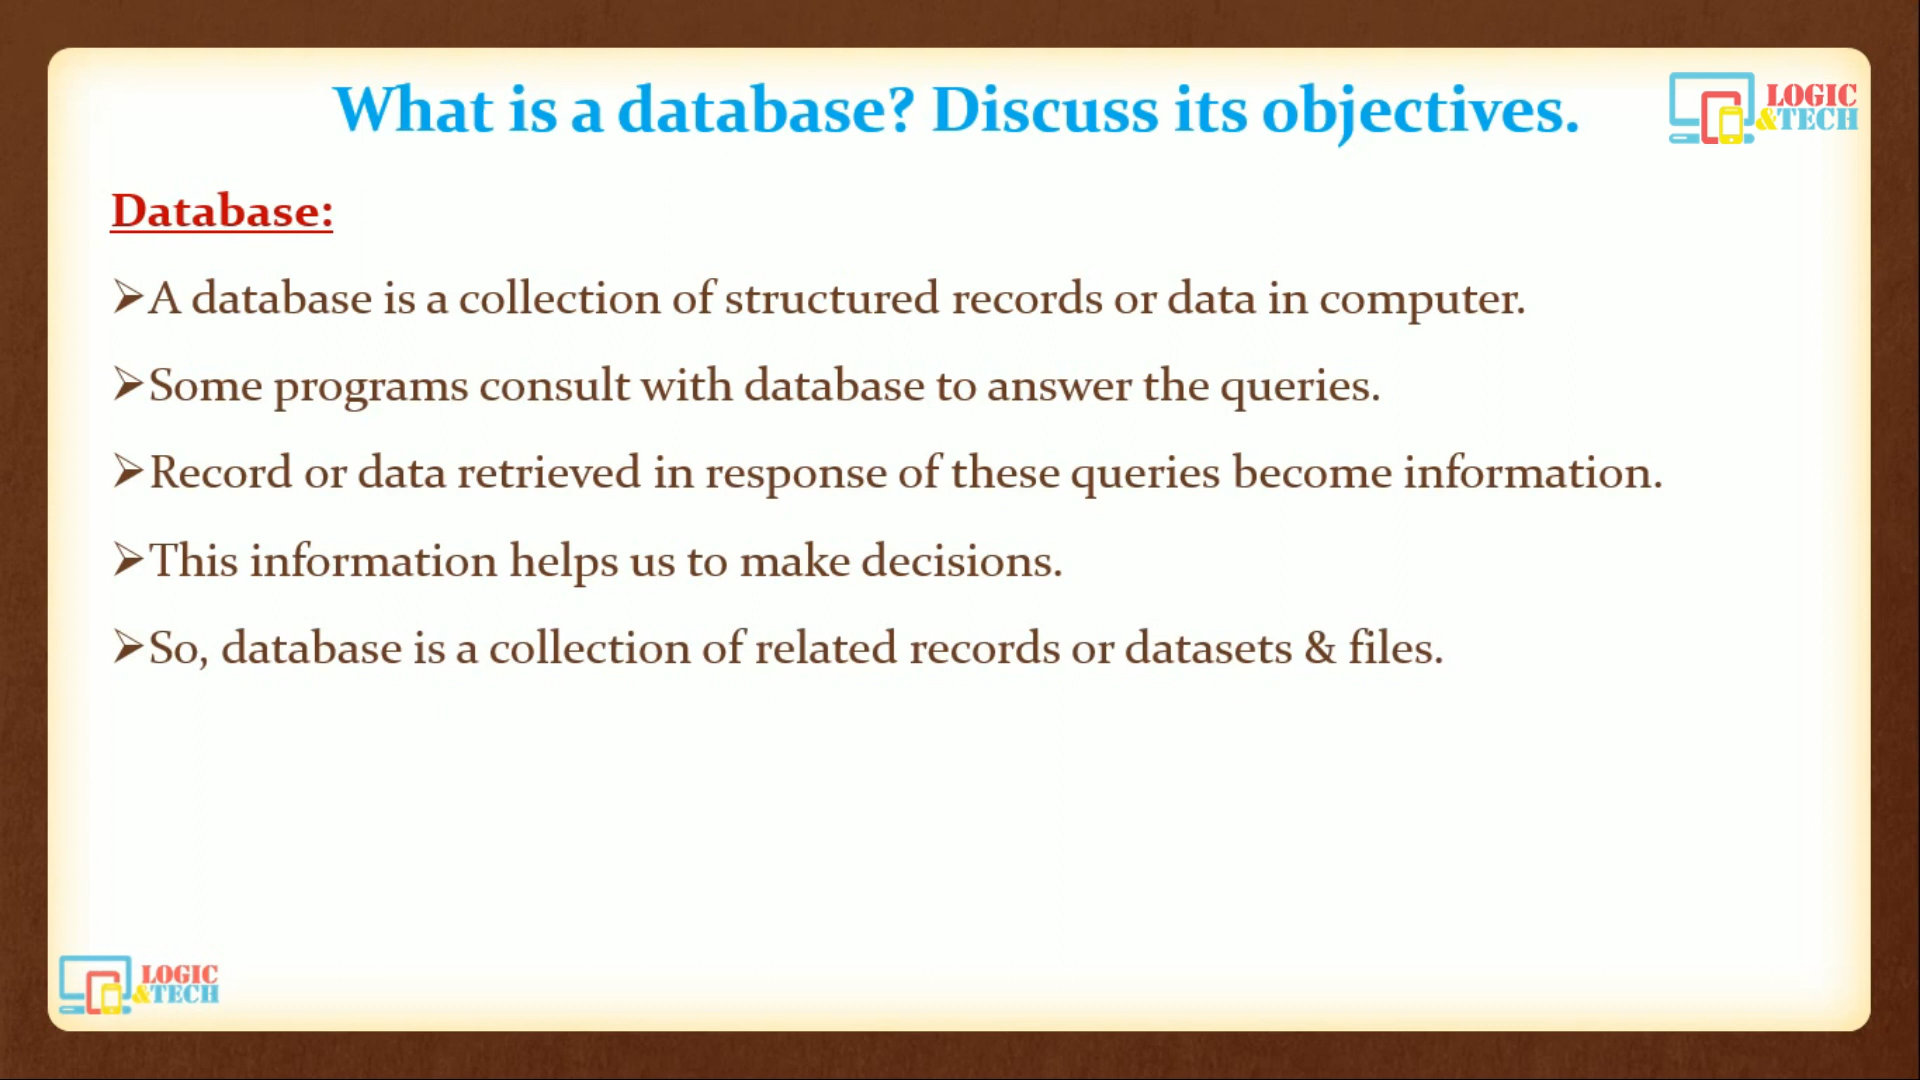 What is a database? Discuss its objectives.
LOGIC
&TECH
Database:
➢A database is a collection of structured records or data in computer.
➢Some programs consult with database to answer the queries.
➢Record or data retrieved in response of these queries become information.
➢This information helps us to make decisions.
➢So, database is a collection of related records or datasets & files.
LOGIC
&TECH